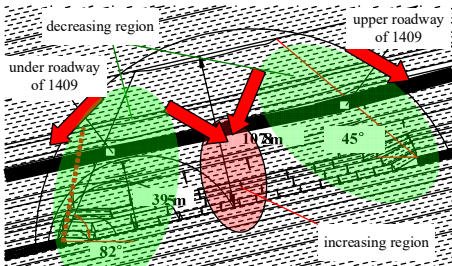 decreasing region
upper roadway
of 1409
under roadway
of 1409
45°
39m
82°
increasing region